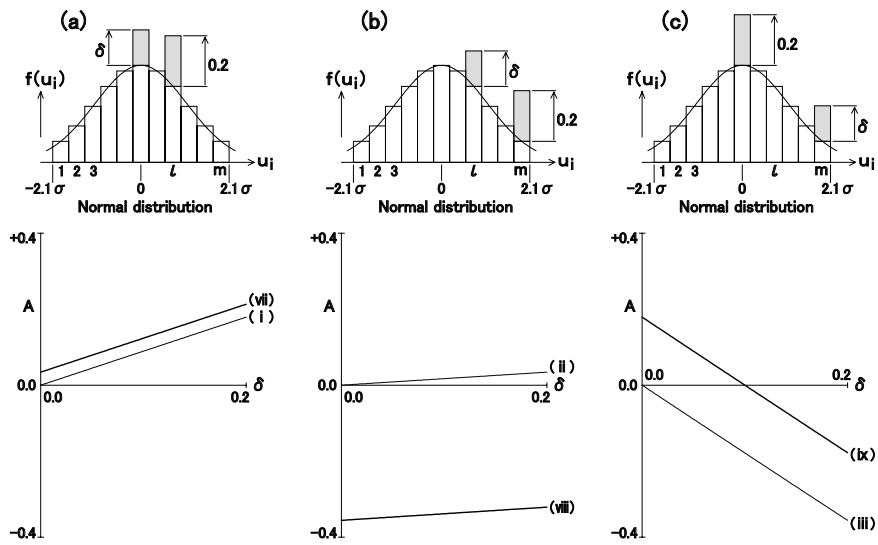 (a)
δ
0.2
f(uᵢ)
uᵢ
1 2 3 l m
-2.1σ 0 2.1σ
Normal distribution
(b)
δ
0.2
f(uᵢ)
uᵢ
1 2 3 l m
-2.1σ 0 2.1σ
Normal distribution
(c)
0.2
δ
f(uᵢ)
uᵢ
1 2 3 l m
-2.1σ 0 2.1σ
Normal distribution
+0.4
A
(vii)
(i)
0.0
0.0 0.2 δ
-0.4
+0.4
A
(ii)
0.0
0.0 0.2 δ
(viii)
-0.4
+0.4
A
0.0
0.0 0.2 δ
(ix)
(iii)
-0.4